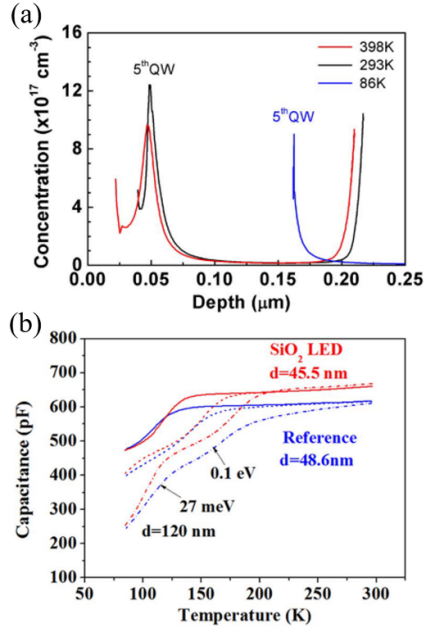 (a)
16
12
8
4
0
Concentration (x10¹⁷ cm⁻³)
5ᵗʰQW
5ᵗʰQW
398K
293K
86K
0.00 0.05 0.10 0.15 0.20 0.25
Depth (μm)
(b)
800
700
600
500
400
300
200
100
Capacitance (pF)
SiO₂ LED
d=45.5 nm
Reference
d=48.6nm
0.1 eV
27 meV
d=120 nm
50 100 150 200 250 300
Temperature (K)